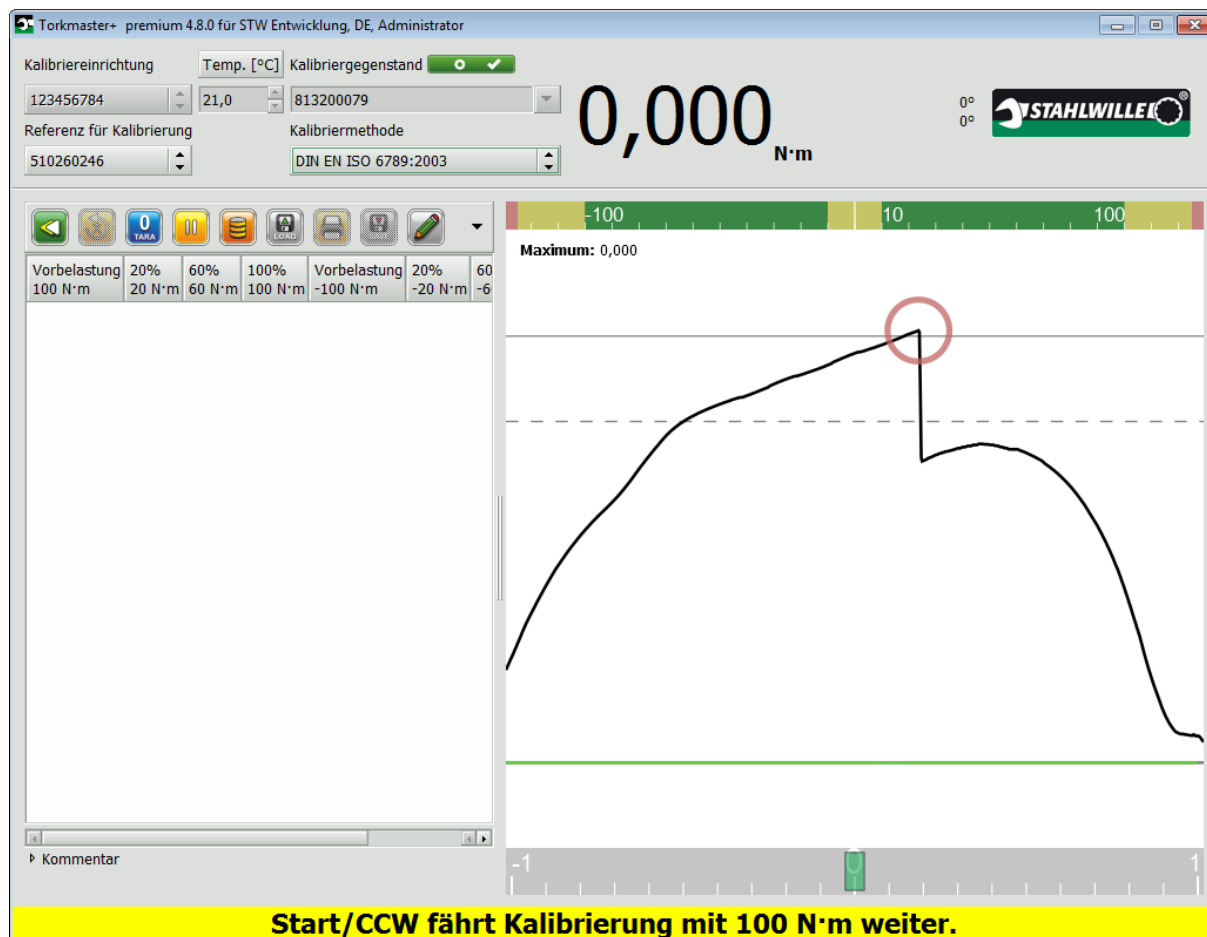 Torkmaster+ premium 4.8.0 für STW Entwicklung, DE, Administrator
Kalibriereinrichtung
Temp. [°C]
Kalibriergegenstand
123456784
21,0
813200079
Referenz für Kalibrierung
Kalibriermethode
510260246
DIN EN ISO 6789:2003
0,000
N·m
0°
0°
STAHLWILLE
®
0
TARA
LOAD
SAVE
Vorbelastung 20% 60% 100% Vorbelastung 20% 60
100 N·m 20 N·m 60 N·m 100 N·m -100 N·m -20 N·m -6
-100 10 100
Maximum: 0,000
-1 0 1
Kommentar
Start/CCW fährt Kalibrierung mit 100 N·m weiter.